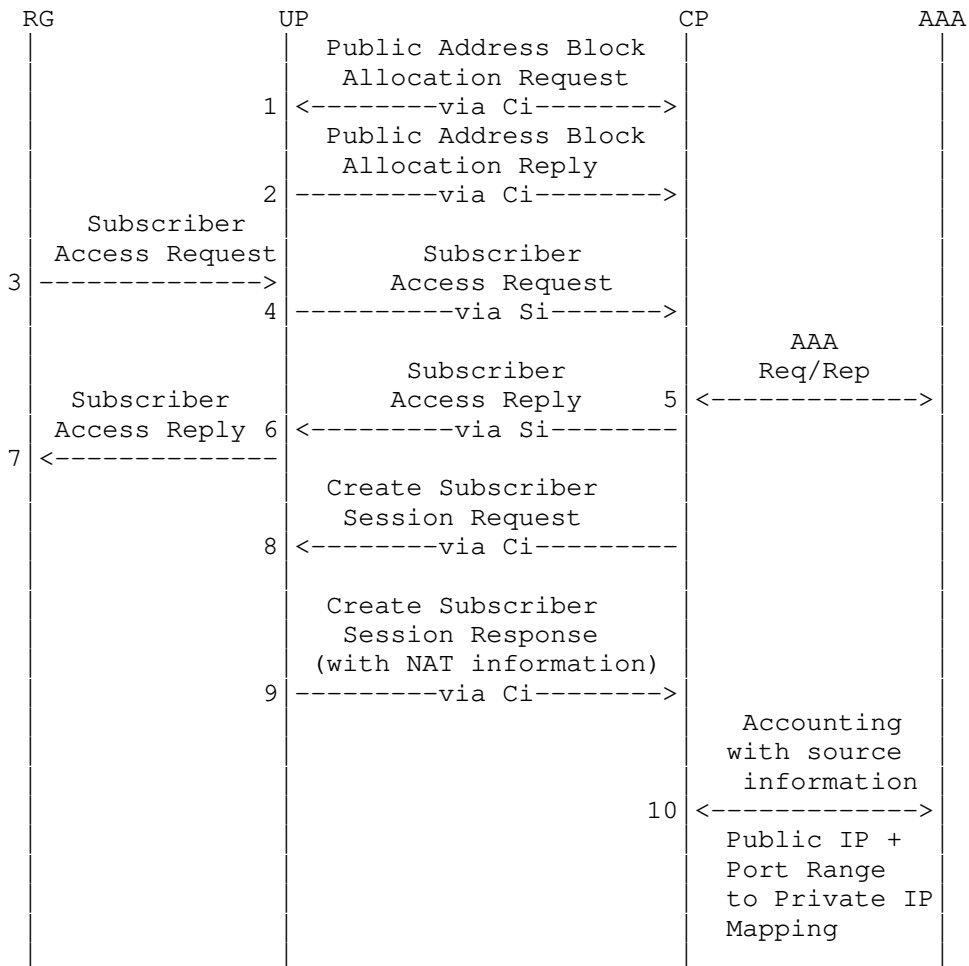 RG UP CP AAA
Public Address Block
Allocation Request
1 <--------via Ci-------->
Public Address Block
Allocation Reply
2 ---------via Ci-------->
Subscriber
Access Request Subscriber
3 --------------> Access Request
4 ----------via Si------->
AAA
Subscriber Req/Rep
Subscriber Access Reply 5 <------------->
Access Reply 6 <--------via Si--------
7 <--------------
Create Subscriber
Session Request
8 <--------via Ci---------
Create Subscriber
Session Response
(with NAT information)
9 ---------via Ci-------->
Accounting
with source
information
10 <------------->
Public IP +
Port Range
to Private IP
Mapping